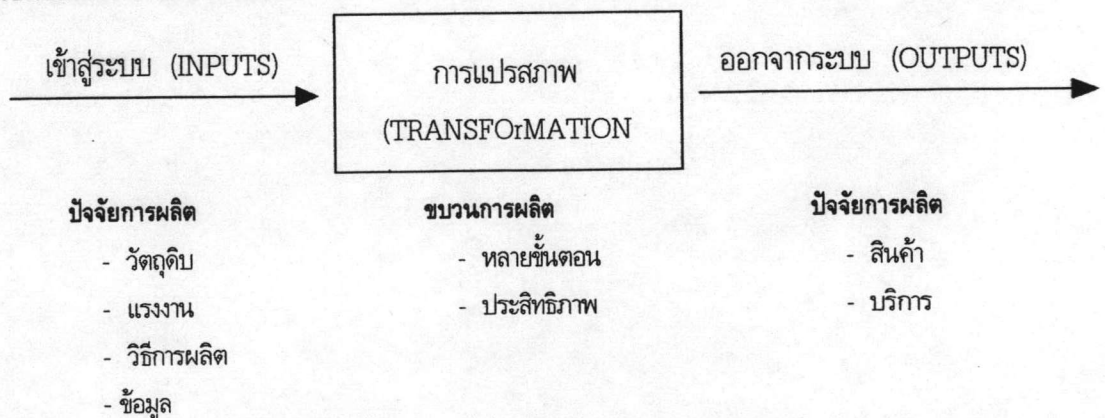 เข้าสู่ระบบ (INPUTS)
การแปรสภาพ
(TRANSFOrMATION
ออกจากระบบ (OUTPUTS)
ปัจจัยการผลิต
- วัตถุดิบ
- แรงงาน
- วิธีการผลิต
- ข้อมูล
ขบวนการผลิต
- หลายขั้นตอน
- ประสิทธิภาพ
ปัจจัยการผลิต
- สินค้า
- บริการ